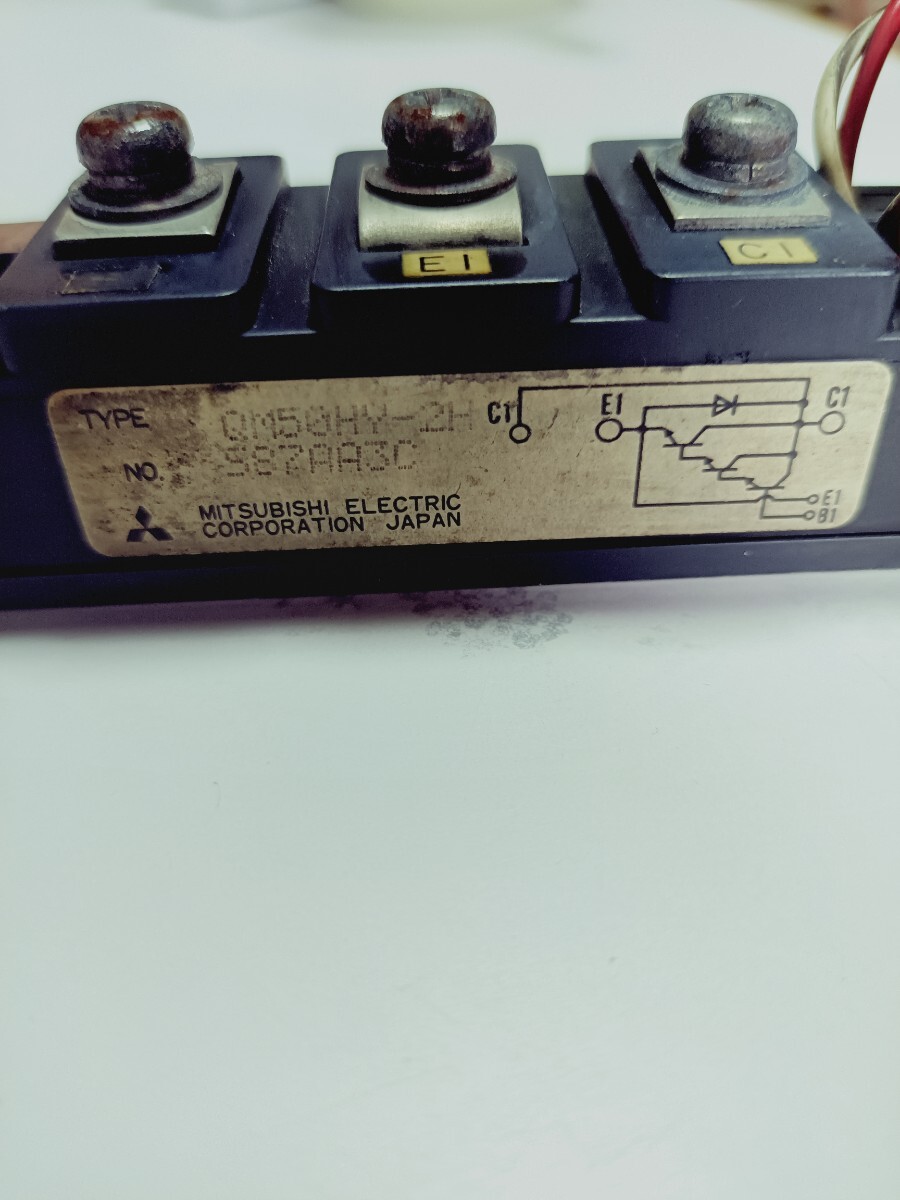 E1
C1
TYPE QM50HY-2H
NO. S87AA3C
MITSUBISHI ELECTRIC
CORPORATION JAPAN
C1
E1
C1
E1
B1